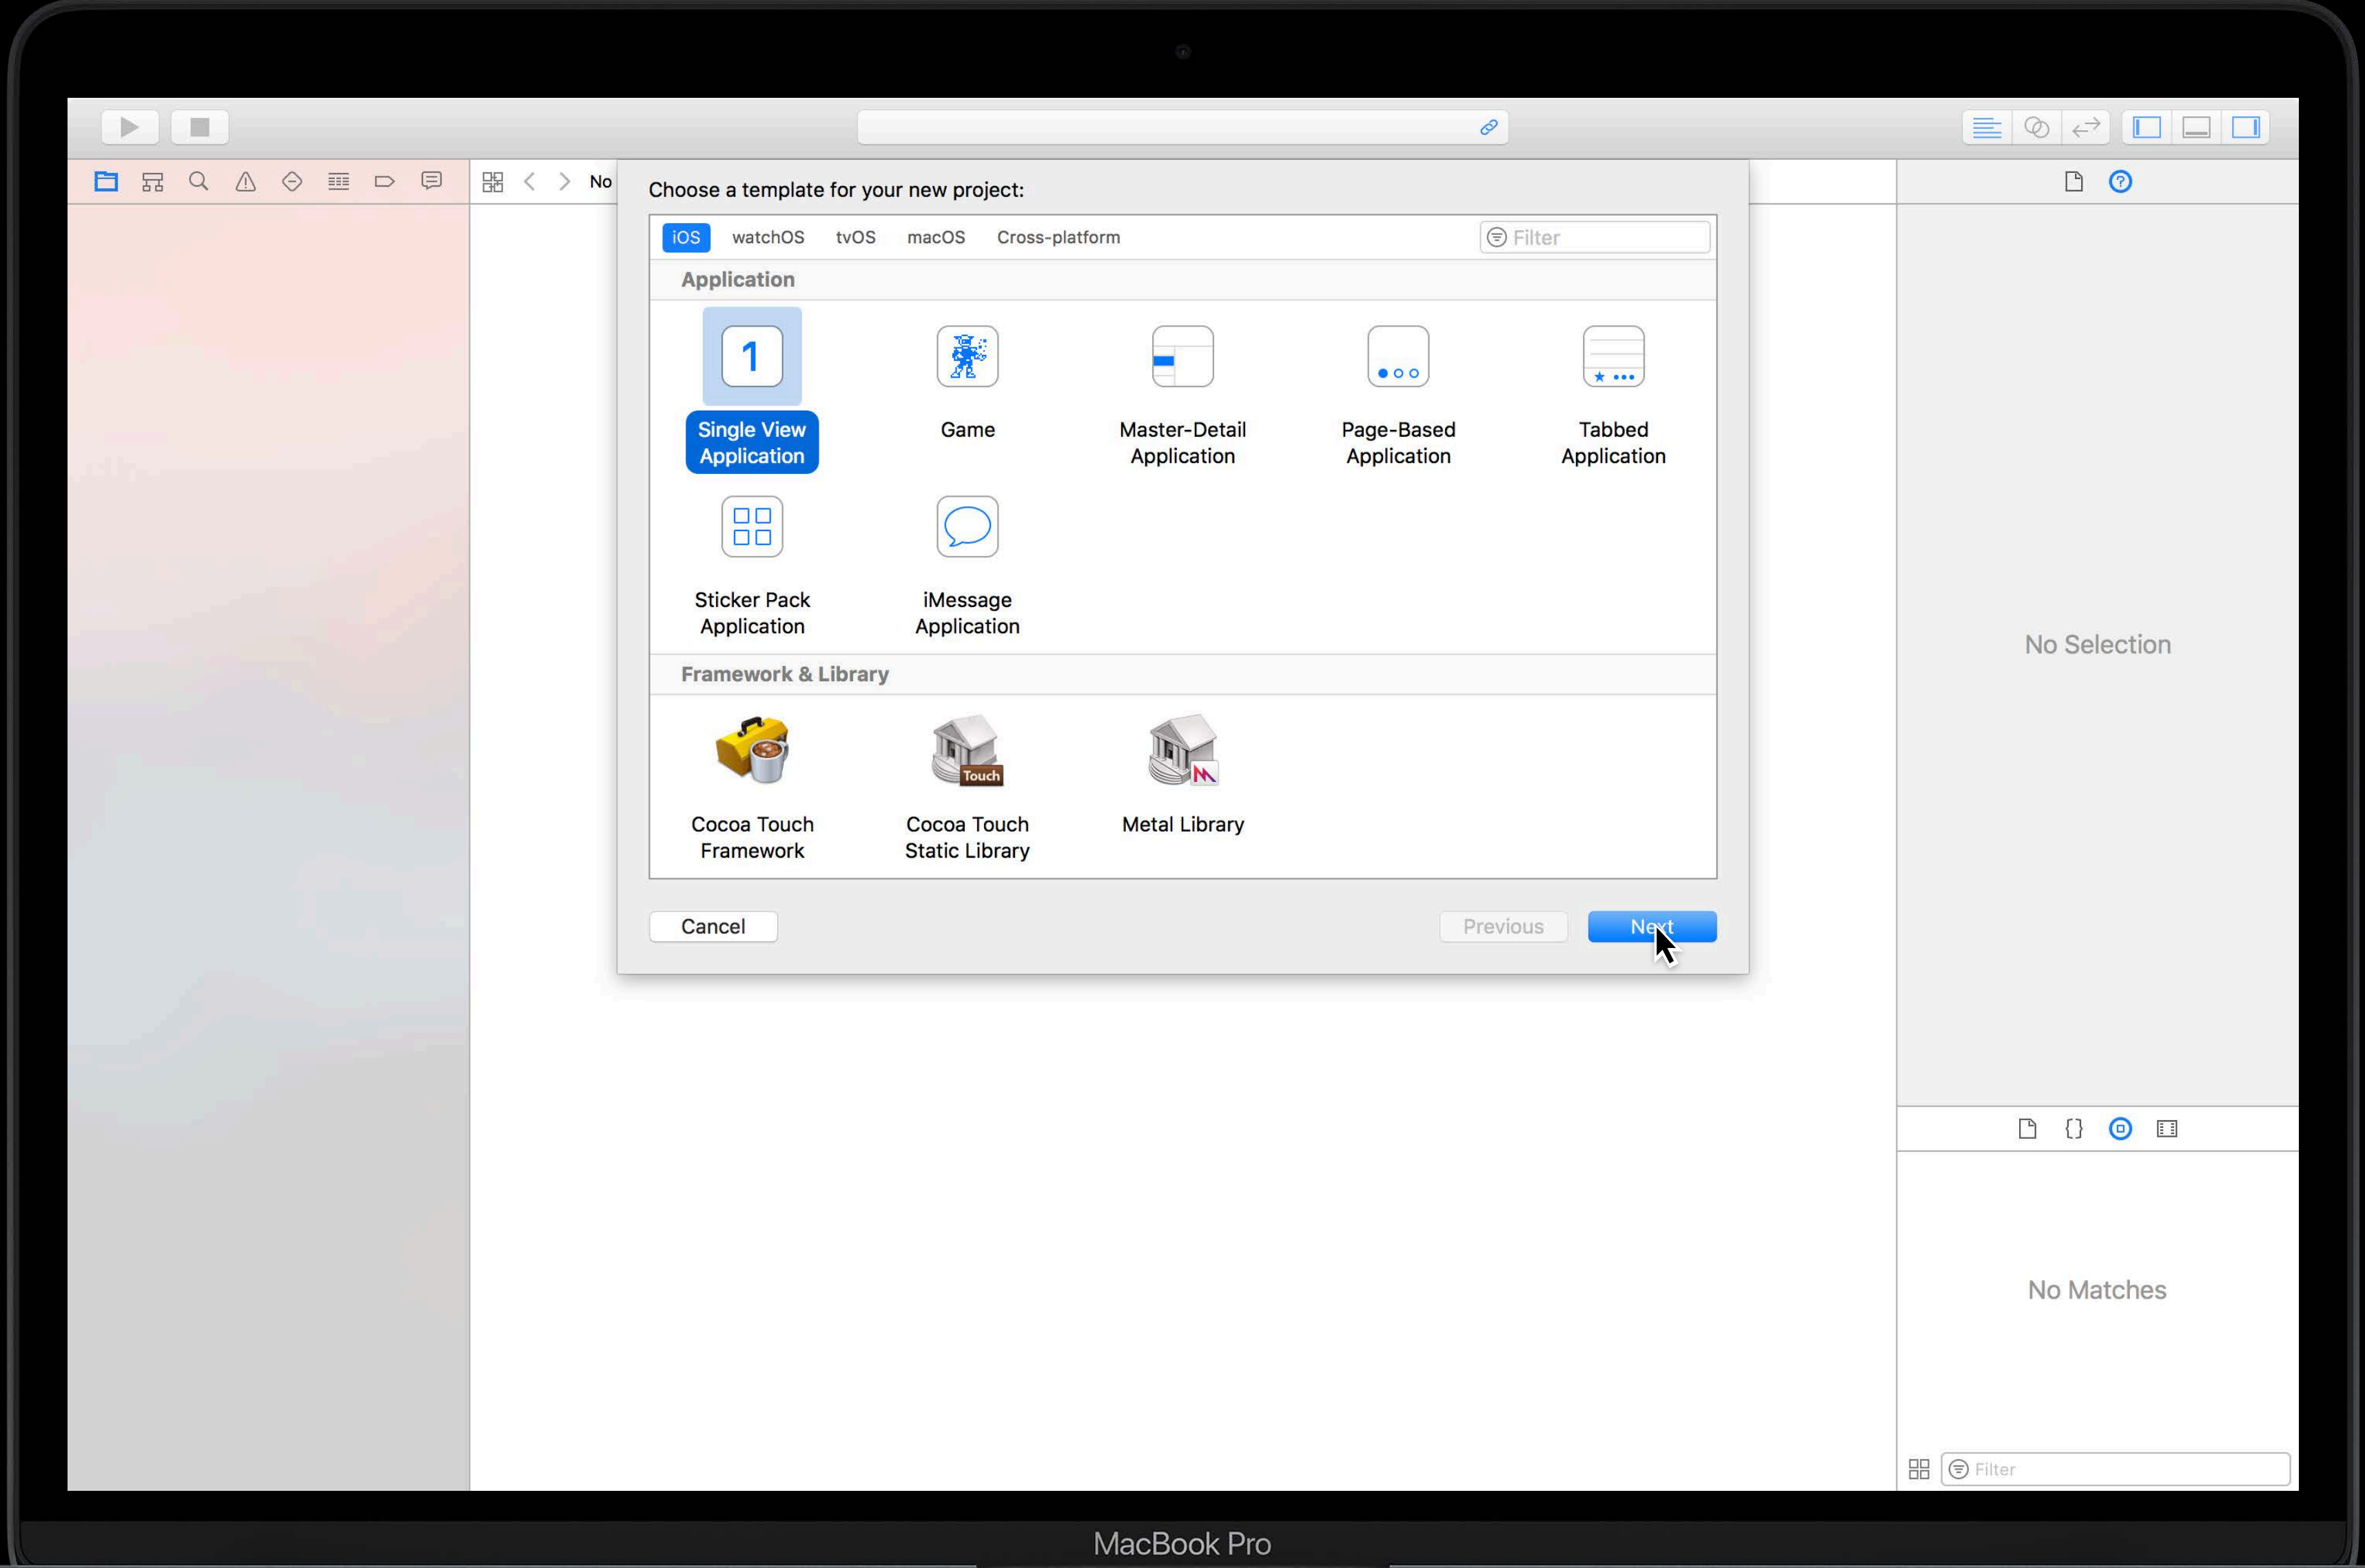 No
Choose a template for your new project:
iOS watchOS tvOS macOS Cross-platform Filter
Application
1
Single View
Application
Game
Master-Detail
Application
Page-Based
Application
Tabbed
Application
Sticker Pack
Application
iMessage
Application
Framework & Library
Touch
Cocoa Touch
Framework
Cocoa Touch
Static Library
Metal Library
Cancel Previous Next
No Selection
{}
No Matches
Filter
MacBook Pro